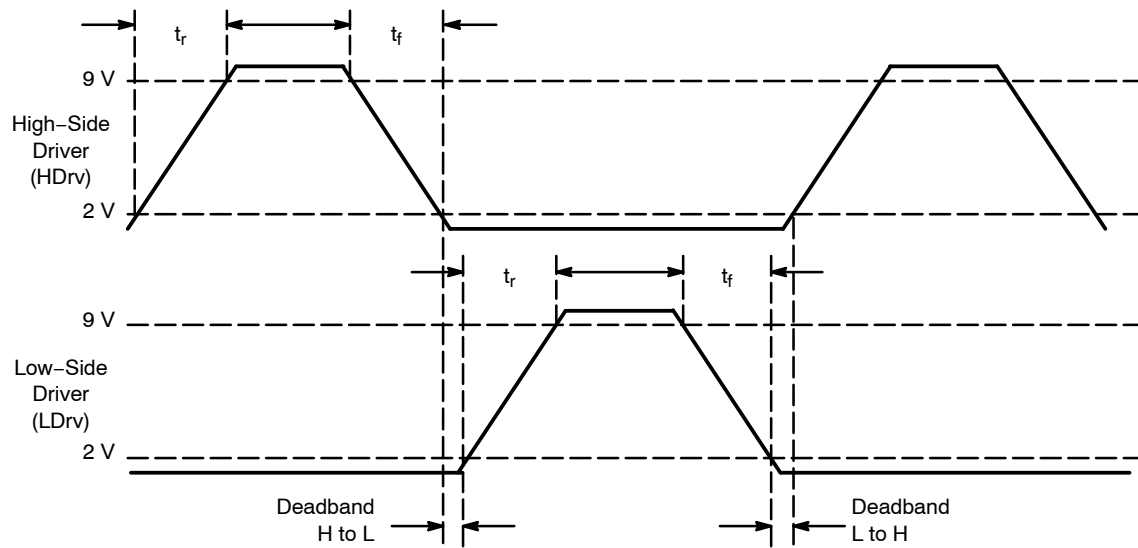 tr
tf
9 V
High−Side
Driver
(HDrv)
2 V
tr
tf
9 V
Low−Side
Driver
(LDrv)
2 V
Deadband
H to L
Deadband
L to H